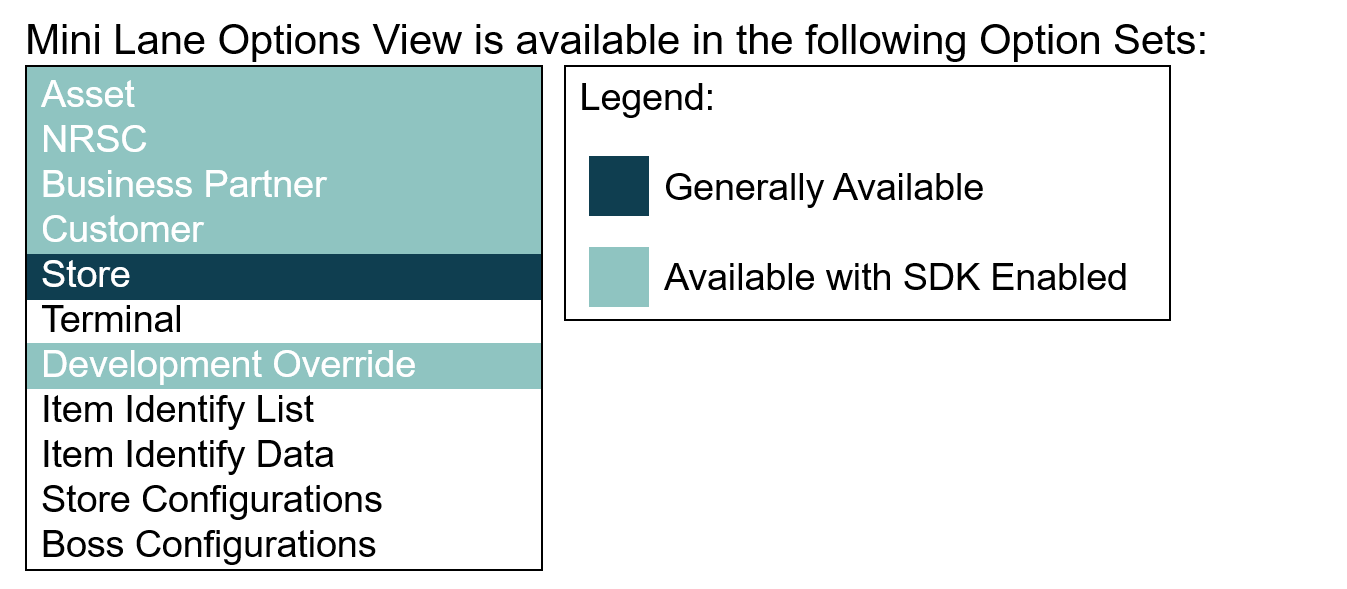 Mini Lane Options View is available in the following Option Sets:
Asset
NRSC
Business Partner
Customer
Store
Terminal
Development Override
Item Identify List
Item Identify Data
Store Configurations
Boss Configurations
Legend:
Generally Available
Available with SDK Enabled